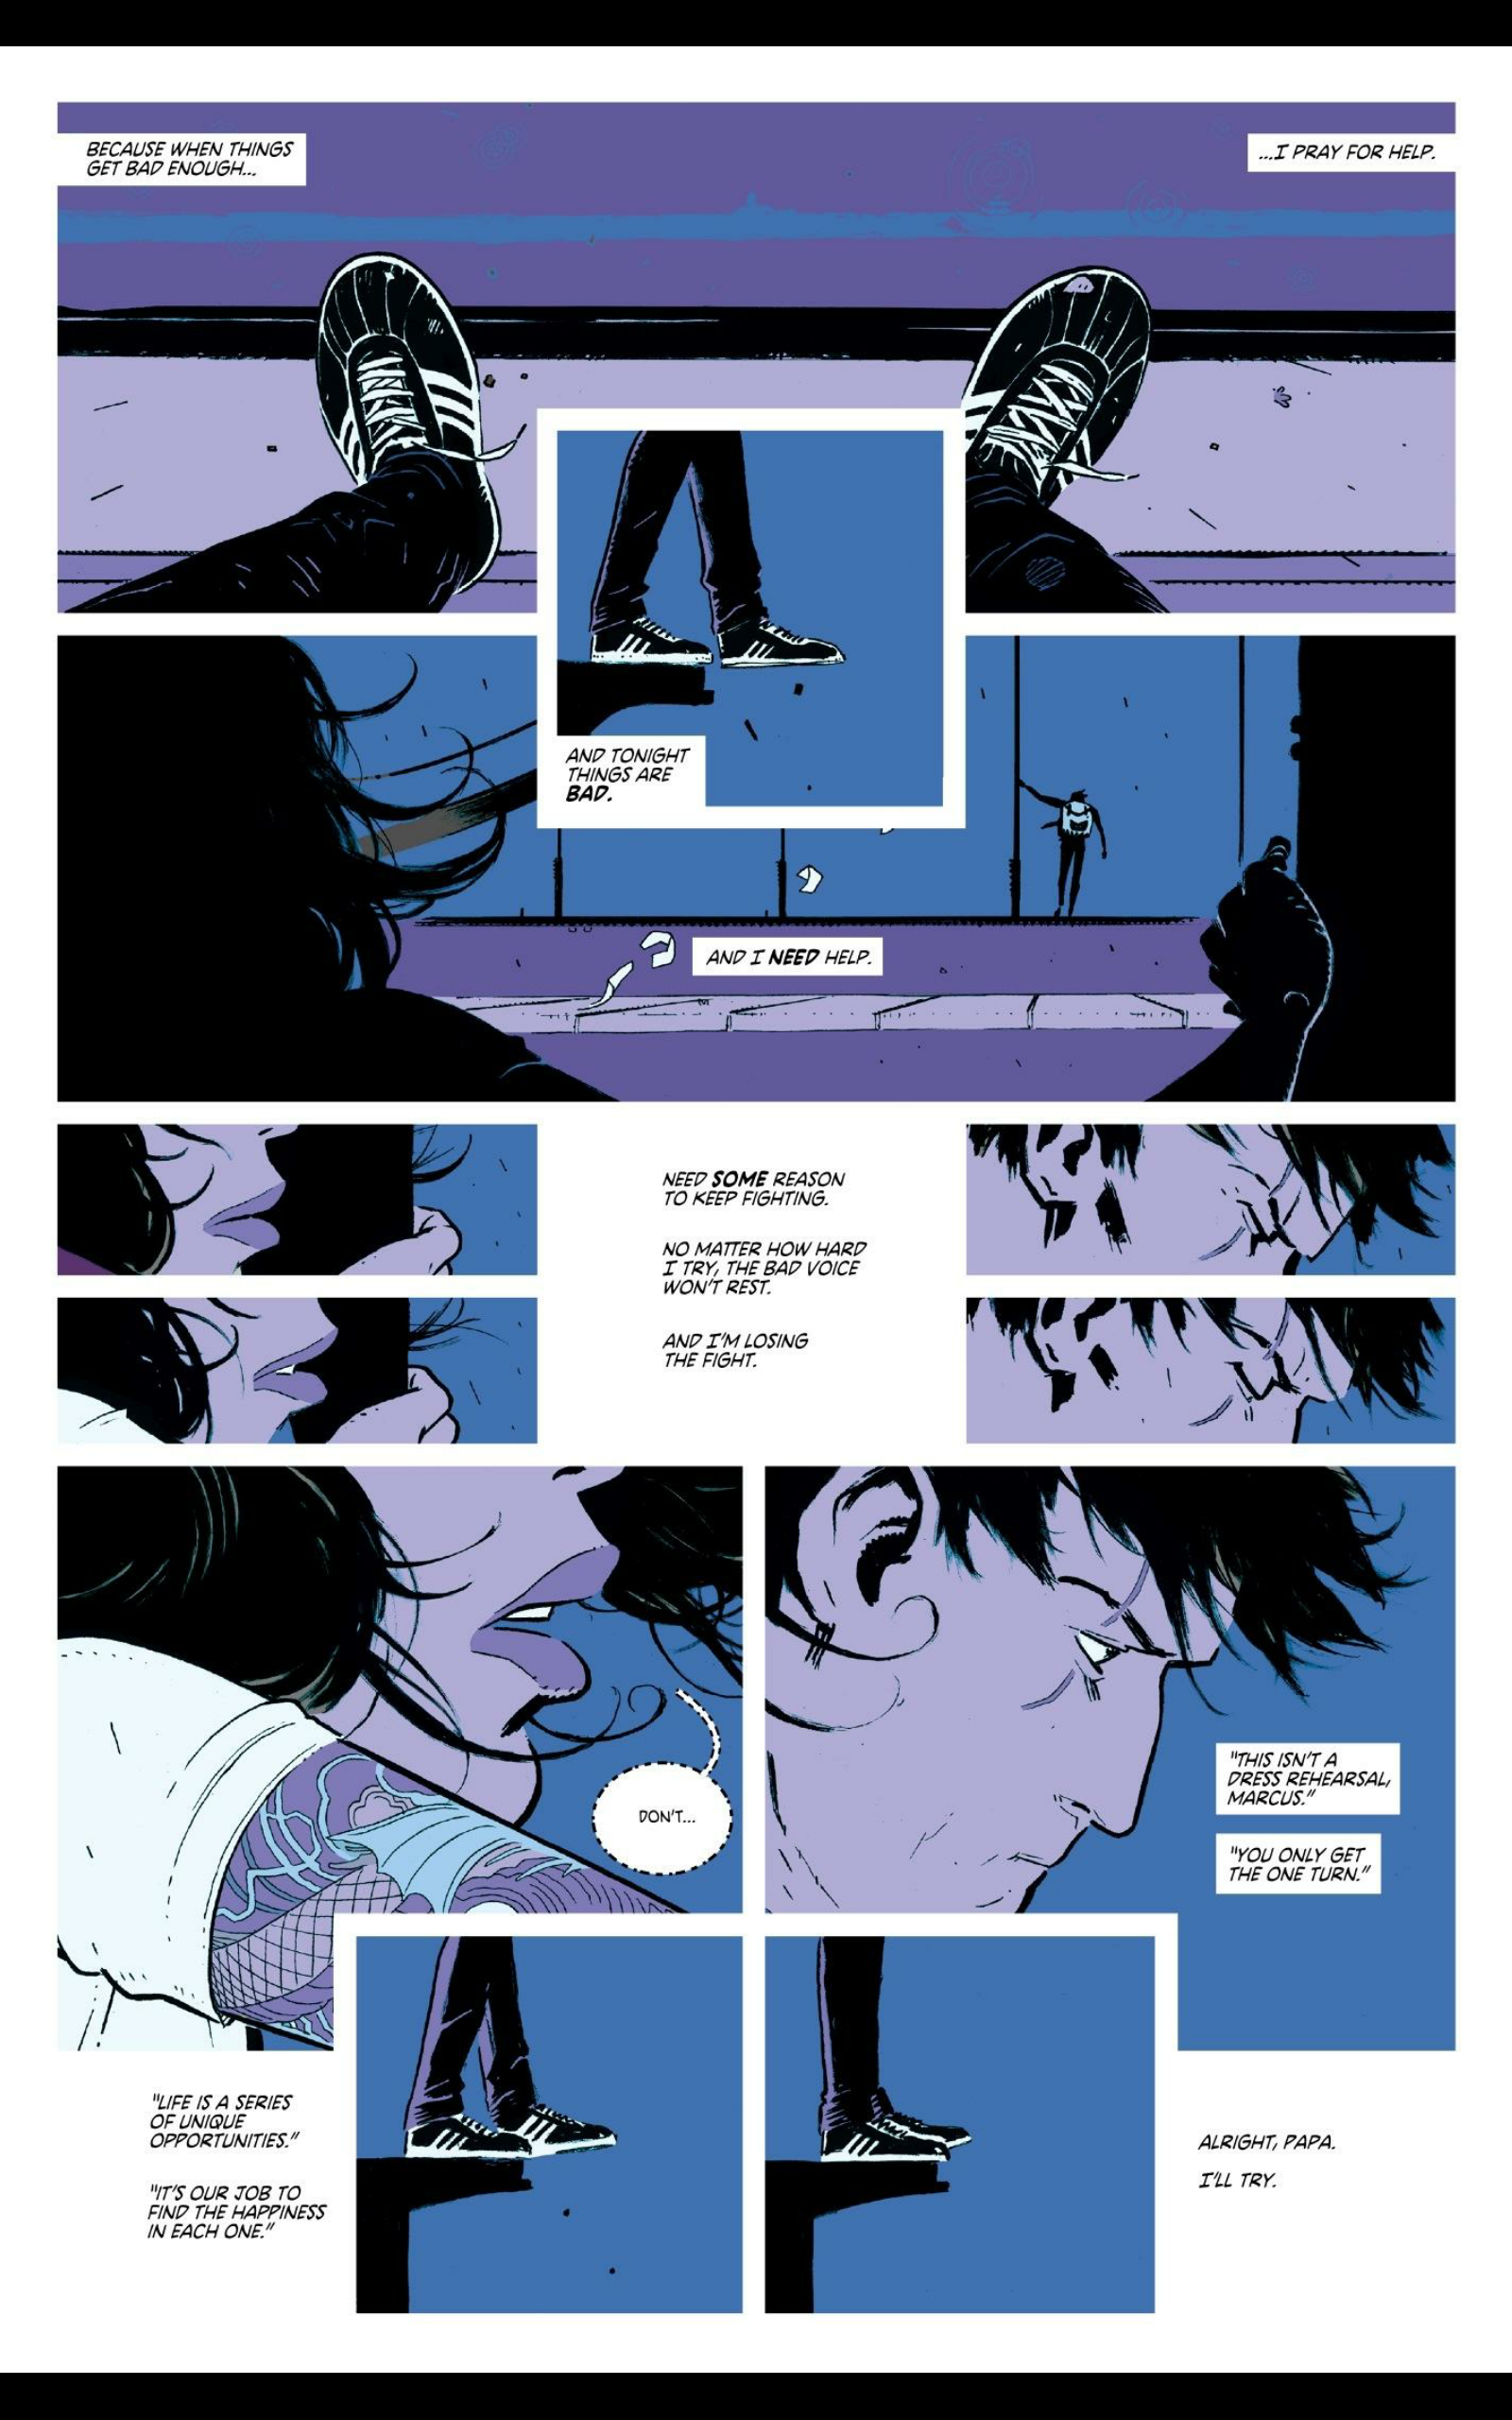 BECAUSE WHEN THINGS
GET BAD ENOUGH...
...I PRAY FOR HELP.
AND TONIGHT
THINGS ARE
BAD.
AND I NEED HELP.
NEED SOME REASON
TO KEEP FIGHTING.
NO MATTER HOW HARD
I TRY, THE BAD VOICE
WON'T REST.
AND I'M LOSING
THE FIGHT.
DON'T...
"THIS ISN'T A
DRESS REHEARSAL,
MARCUS."
"YOU ONLY GET
THE ONE TURN."
"LIFE IS A SERIES
OF UNIQUE
OPPORTUNITIES."
"IT'S OUR JOB TO
FIND THE HAPPINESS
IN EACH ONE."
ALRIGHT, PAPA.
I'LL TRY.